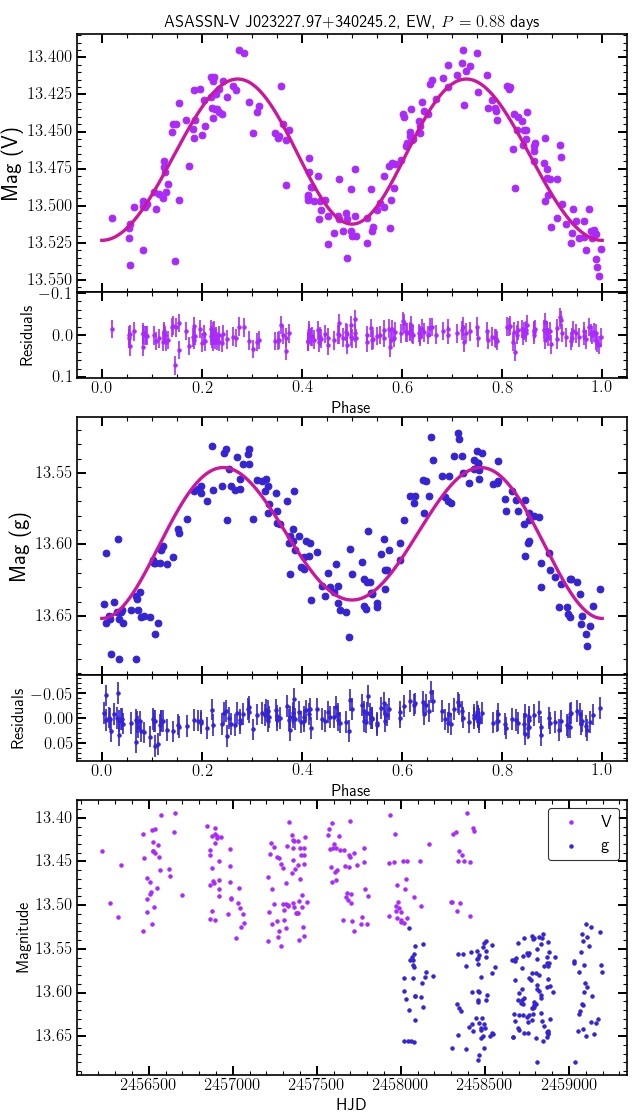 ASASSN-V J023227.97+340245.2, EW, P = 0.88 days
Mag (V)
13.400
13.425
13.450
13.475
13.500
13.525
13.550
Residuals
−0.1
0.0
0.1
0.0 0.2 0.4 0.6 0.8 1.0
Phase
Mag (g)
13.55
13.60
13.65
Residuals
−0.05
0.00
0.05
0.0 0.2 0.4 0.6 0.8 1.0
Phase
Magnitude
13.40
13.45
13.50
13.55
13.60
13.65
V
g
2456500 2457000 2457500 2458000 2458500 2459000
HJD